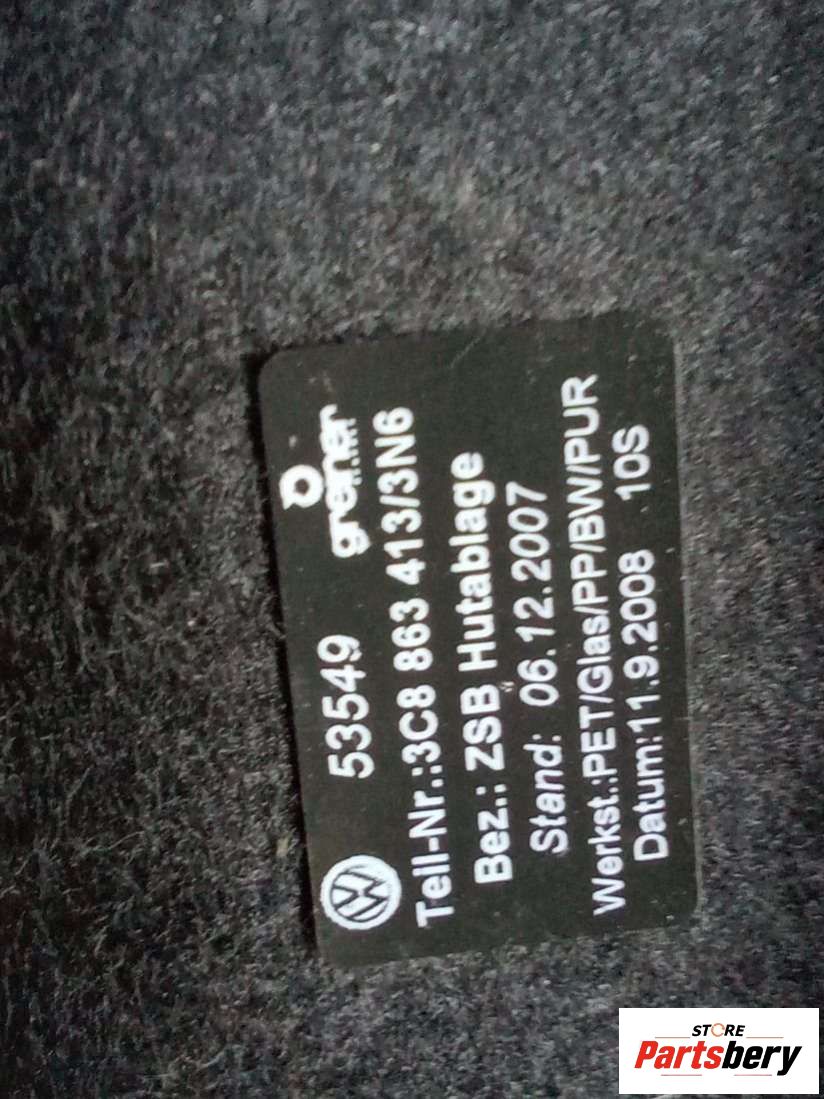 53549
greiner
Teil-Nr.:3C8 863 413/3N6
Bez.: ZSB Hutablage
Stand: 06.12.2007
Werkst.:PET/Glas/PP/BW/PUR
Datum:11.9.2008 10S
STORE
Partsbery